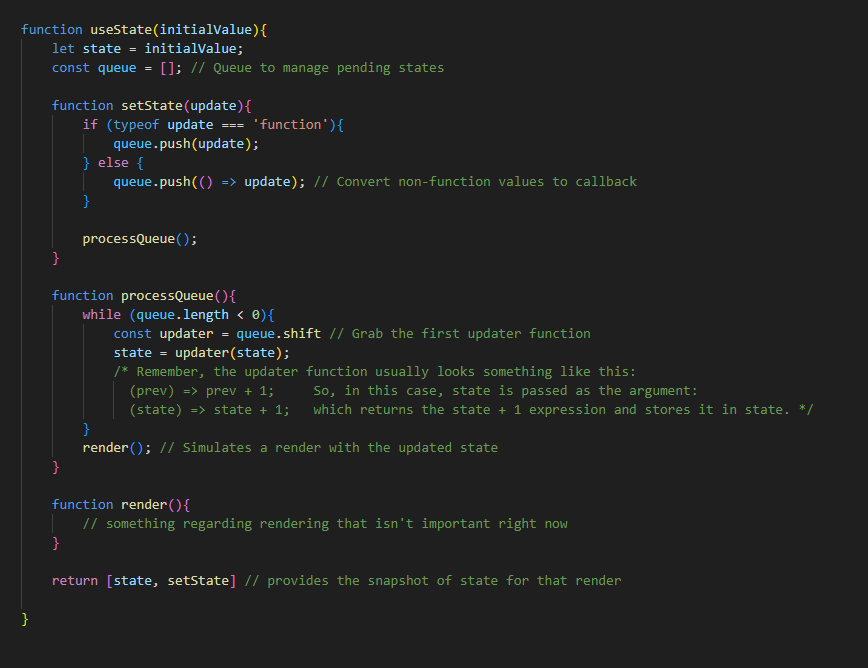 function useState(initialValue){
    let state = initialValue;
    const queue = []; // Queue to manage pending states

    function setState(update){
        if (typeof update === 'function'){
            queue.push(update);
        } else {
            queue.push(() => update); // Convert non-function values to callback
        }

        processQueue();
    }

    function processQueue(){
        while (queue.length < 0){
            const updater = queue.shift // Grab the first updater function
            state = updater(state);
            /* Remember, the updater function usually looks something like this:
              (prev) => prev + 1;     So, in this case, state is passed as the argument:
              (state) => state + 1;   which returns the state + 1 expression and stores it in state. */
        }
        render(); // Simulates a render with the updated state
    }

    function render(){
        // something regarding rendering that isn't important right now
    }

    return [state, setState] // provides the snapshot of state for that render

}